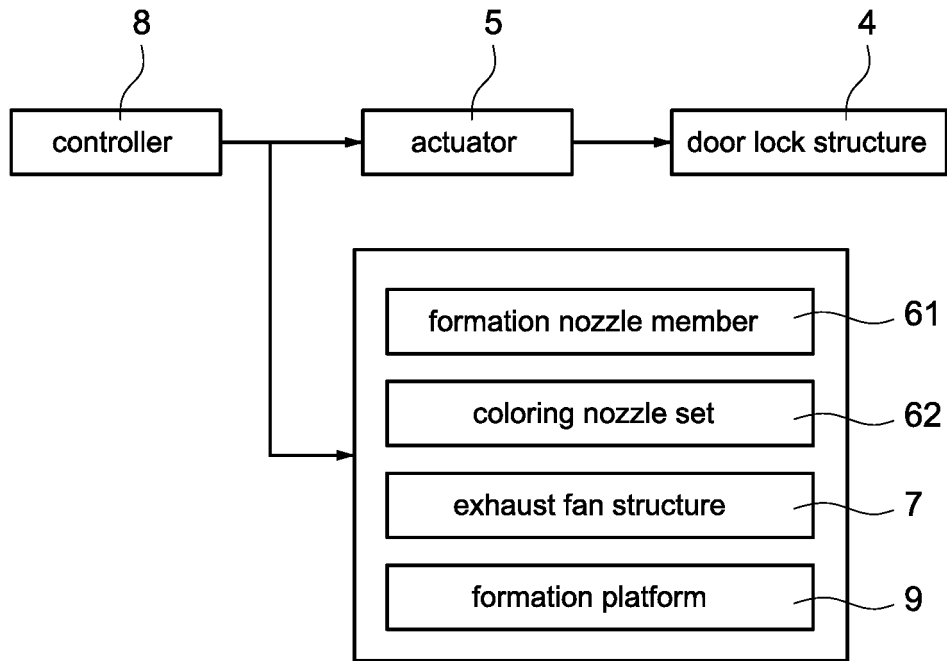 8
5
4
controller
actuator
door lock structure
formation nozzle member
61
coloring nozzle set
62
exhaust fan structure
7
formation platform
9